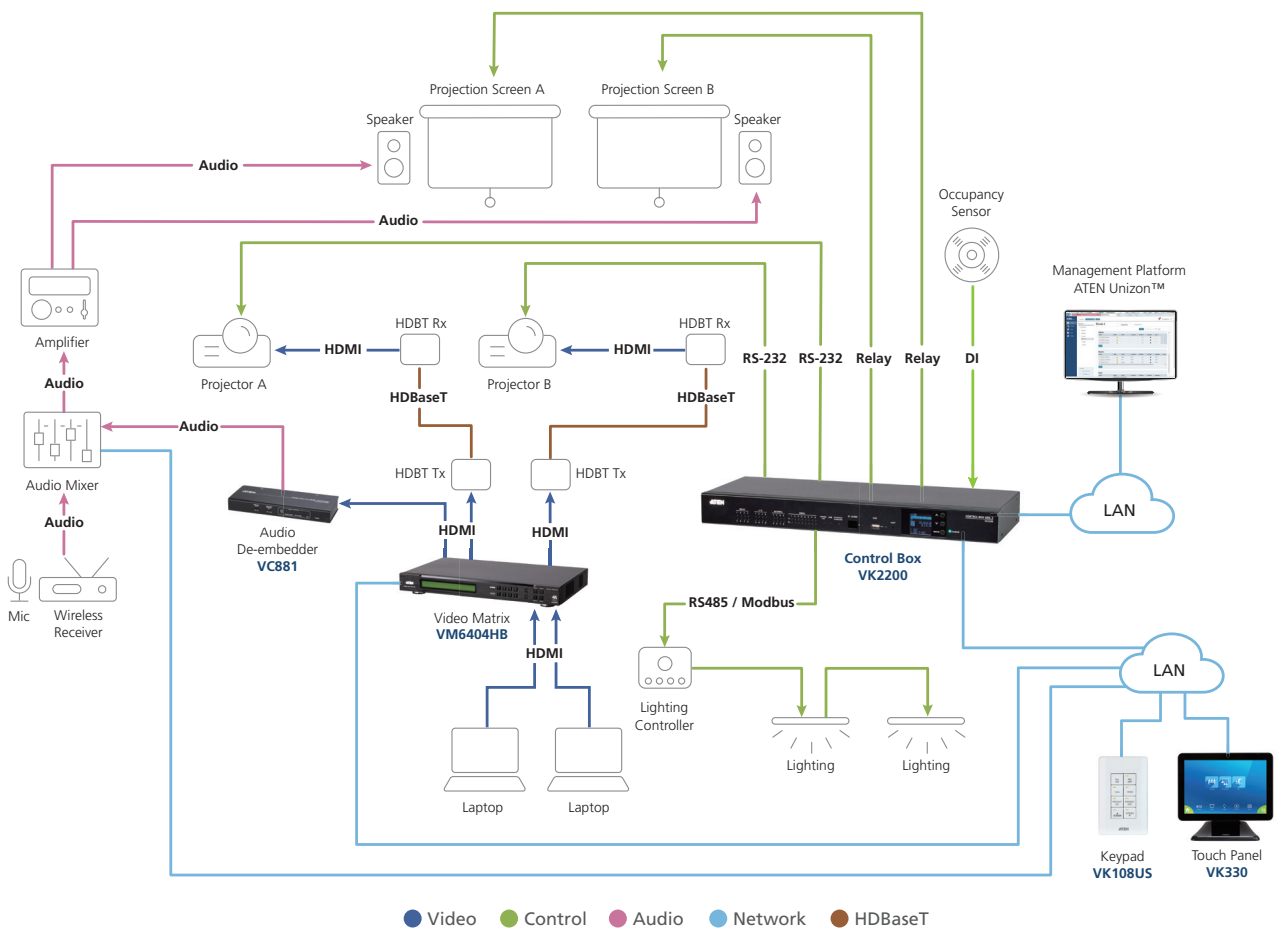 Projection Screen A
Projection Screen B
Speaker
Speaker
Audio
Audio
Occupancy
Sensor
Management Platform
ATEN Unizon™
HDBT Rx
HDBT Rx
Amplifier
HDMI
HDMI
RS-232
RS-232
Relay
Relay
DI
Projector A
Projector B
Audio
HDBaseT
HDBaseT
Audio
HDBT Tx
HDBT Tx
Audio Mixer
LAN
Audio
HDMI
HDMI
Audio
De-embedder
VC881
Control Box
VK2200
ATEN
Mic
Wireless
Receiver
Video Matrix
VM6404HB
RS485 / Modbus
HDMI
LAN
Lighting
Controller
Lighting
Lighting
Laptop
Laptop
Keypad
VK108US
Touch Panel
VK330
Video
Control
Audio
Network
HDBaseT